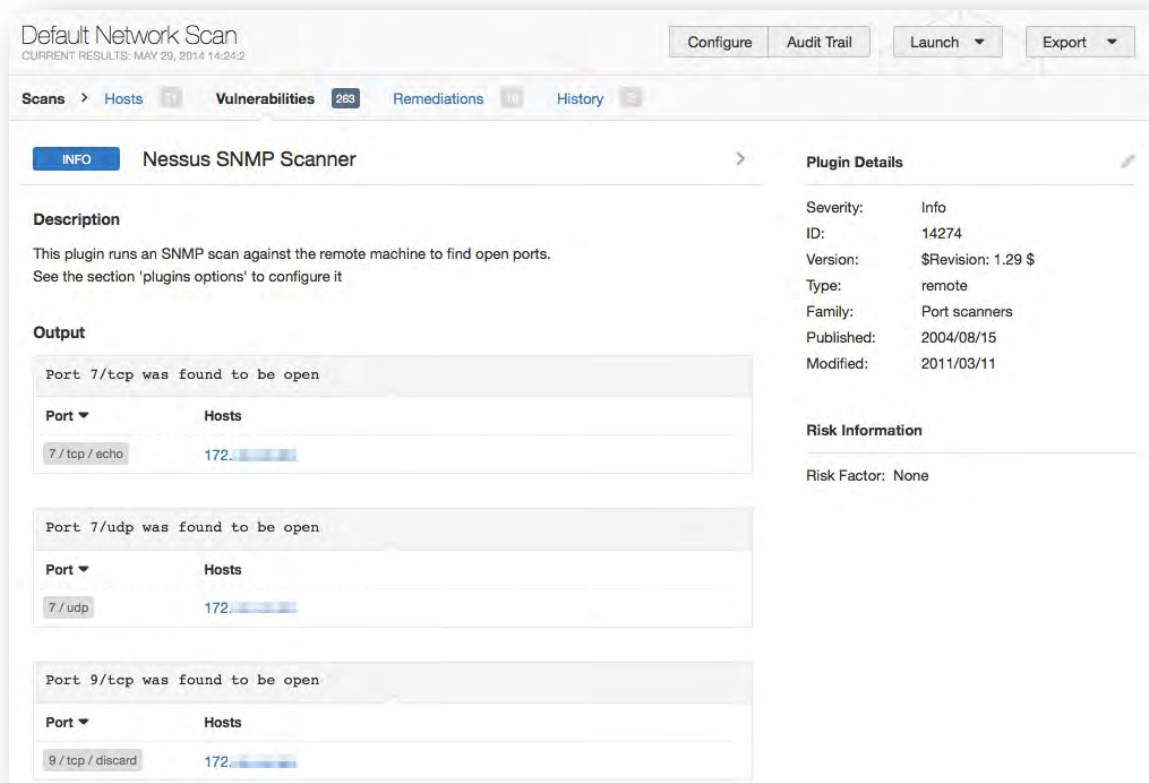 Default Network Scan
CURRENT RESULTS: MAY 29, 2014 14:24:2
Configure
Audit Trail
Launch
Export
Scans > Hosts
Vulnerabilities 263
Remediations
History
INFO
Nessus SNMP Scanner
Description
This plugin runs an SNMP scan against the remote machine to find open ports.
See the section 'plugins options' to configure it
Output
Port 7/tcp was found to be open
Port
Hosts
7 / tcp / echo
172.
Port 7/udp was found to be open
Port
Hosts
7 / udp
172.
Port 9/tcp was found to be open
Port
Hosts
9 / tcp / discard
172.
Plugin Details
Severity: Info
ID: 14274
Version: $Revision: 1.29 $
Type: remote
Family: Port scanners
Published: 2004/08/15
Modified: 2011/03/11
Risk Information
Risk Factor: None